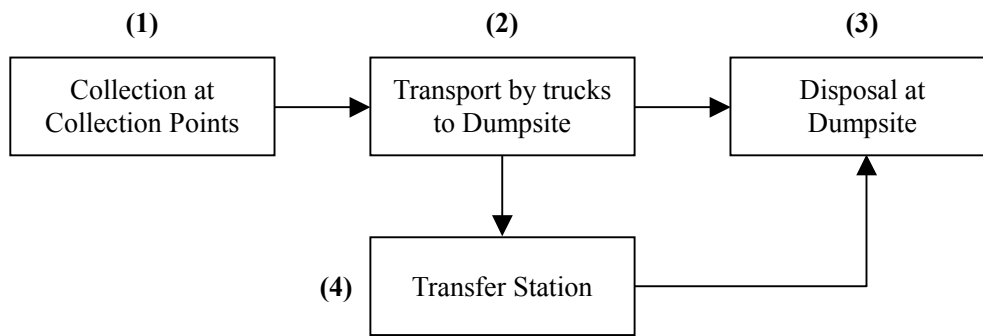 (1)
(2)
(3)
Collection at
Collection Points
Transport by trucks
to Dumpsite
Disposal at
Dumpsite
(4)
Transfer Station